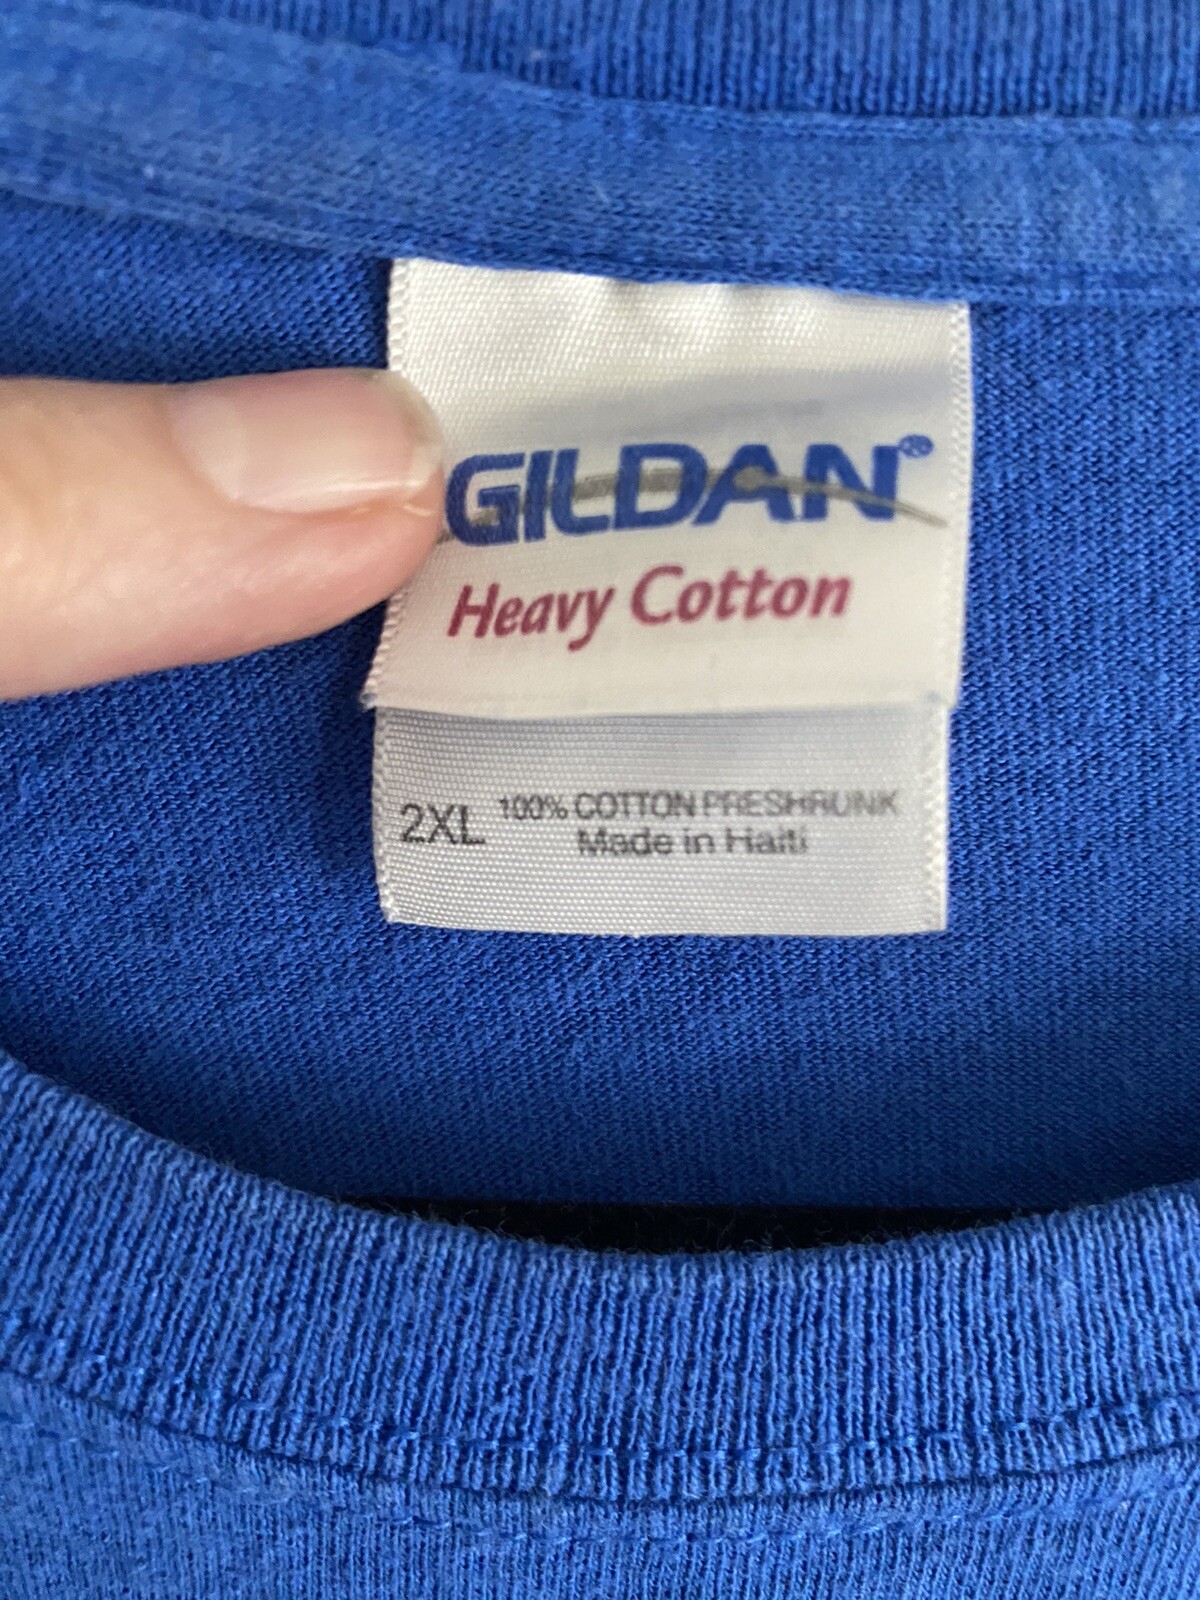 GILDAN®
Heavy Cotton
2XL 100% COTTON PRESHRUNK
Made in Haiti